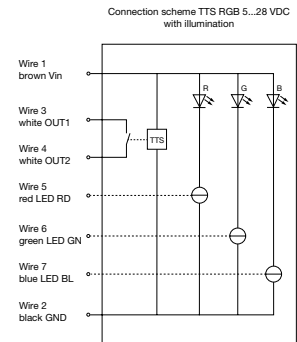 Connection scheme TTS RGB 5...28 VDC
with illumination
R
G
B
Wire 1
brown Vin
Wire 3
white OUT1
TTS
Wire 4
white OUT2
Wire 5
red LED RD
Wire 6
green LED GN
Wire 7
blue LED BL
Wire 2
black GND